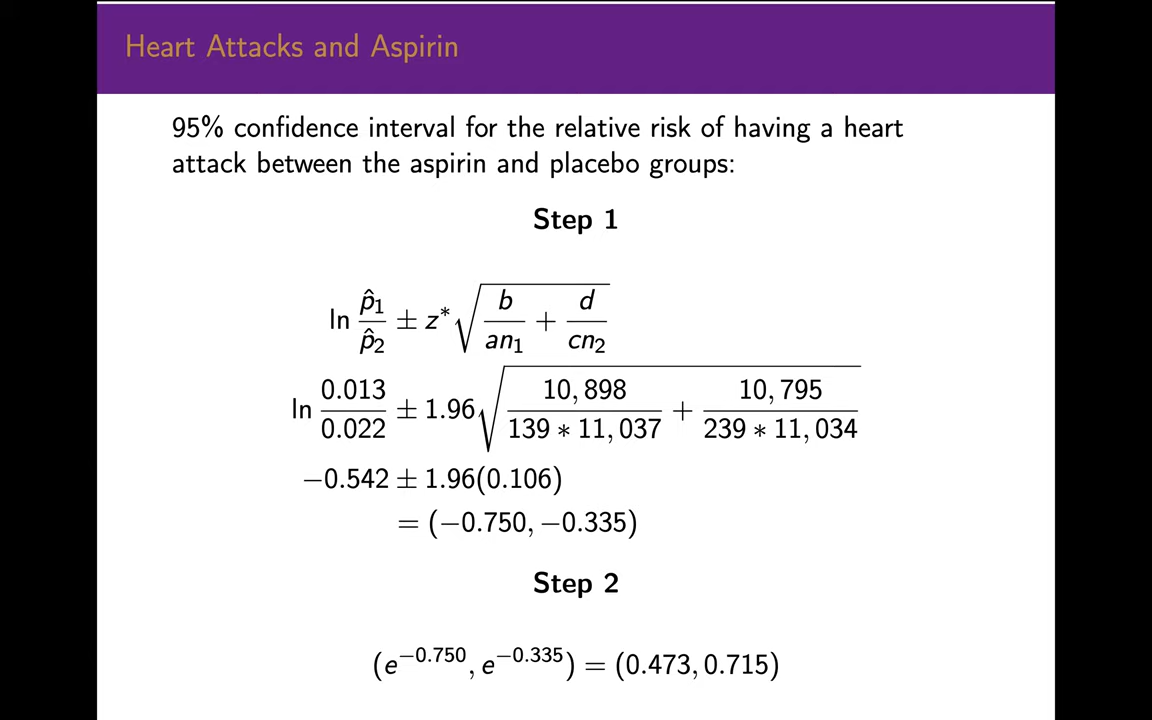 Heart Attacks and Aspirin
95% confidence interval for the relative risk of having a heart
attack between the aspirin and placebo groups:
Step 1
ln p̂₁/p̂₂ ± z* √(b/(an₁) + d/(cn₂))
ln 0.013/0.022 ± 1.96 √(10, 898/(139 ∗ 11, 037) + 10, 795/(239 ∗ 11, 034))
−0.542 ± 1.96(0.106)
= (−0.750, −0.335)
Step 2
(e^−0.750, e^−0.335) = (0.473, 0.715)